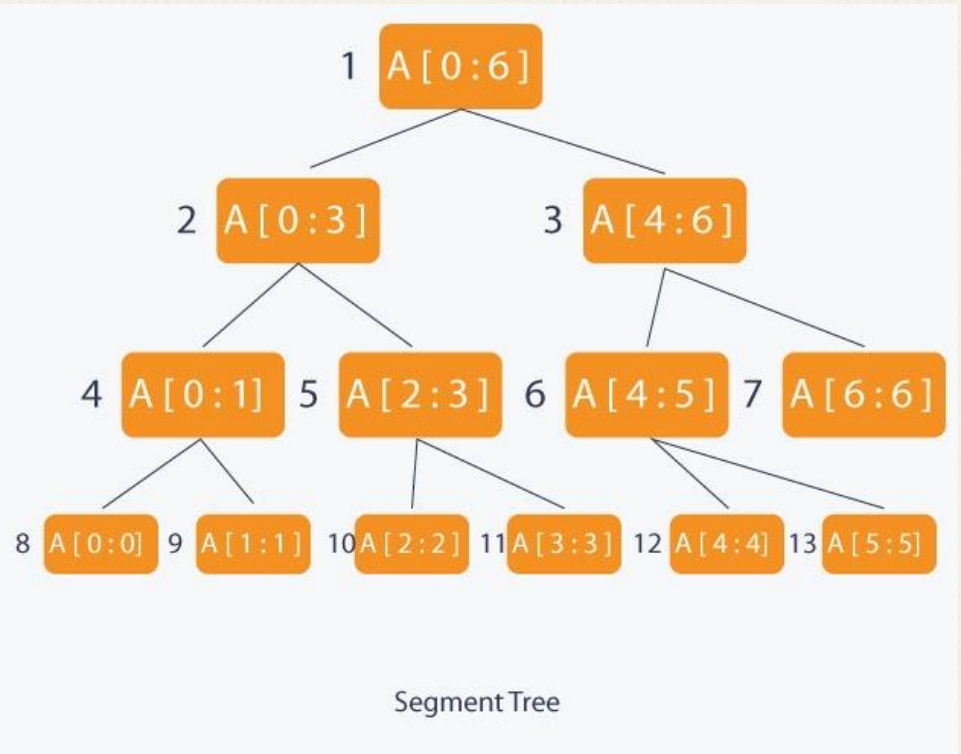 1 A[0:6]
2 A[0:3] 3 A[4:6]
4 A[0:1] 5 A[2:3] 6 A[4:5] 7 A[6:6]
8 A[0:0] 9 A[1:1] 10 A[2:2] 11 A[3:3] 12 A[4:4] 13 A[5:5]
Segment Tree